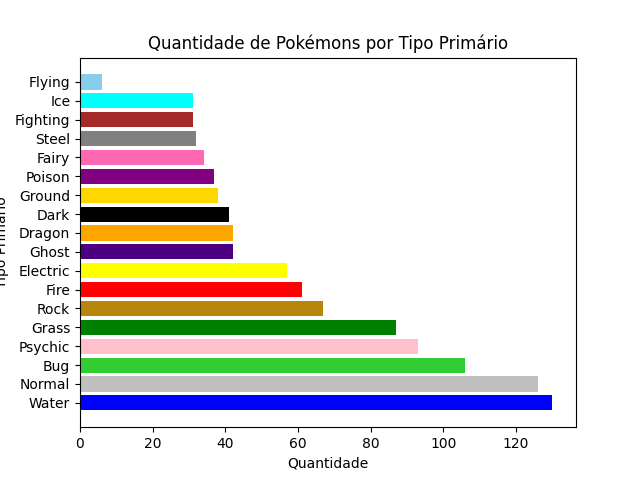 Quantidade de Pokémons por Tipo Primário
Flying
Ice
Fighting
Steel
Fairy
Poison
Ground
Dark
Dragon
Ghost
Electric
Fire
Rock
Grass
Psychic
Bug
Normal
Water
Tipo Primário
0 20 40 60 80 100 120
Quantidade